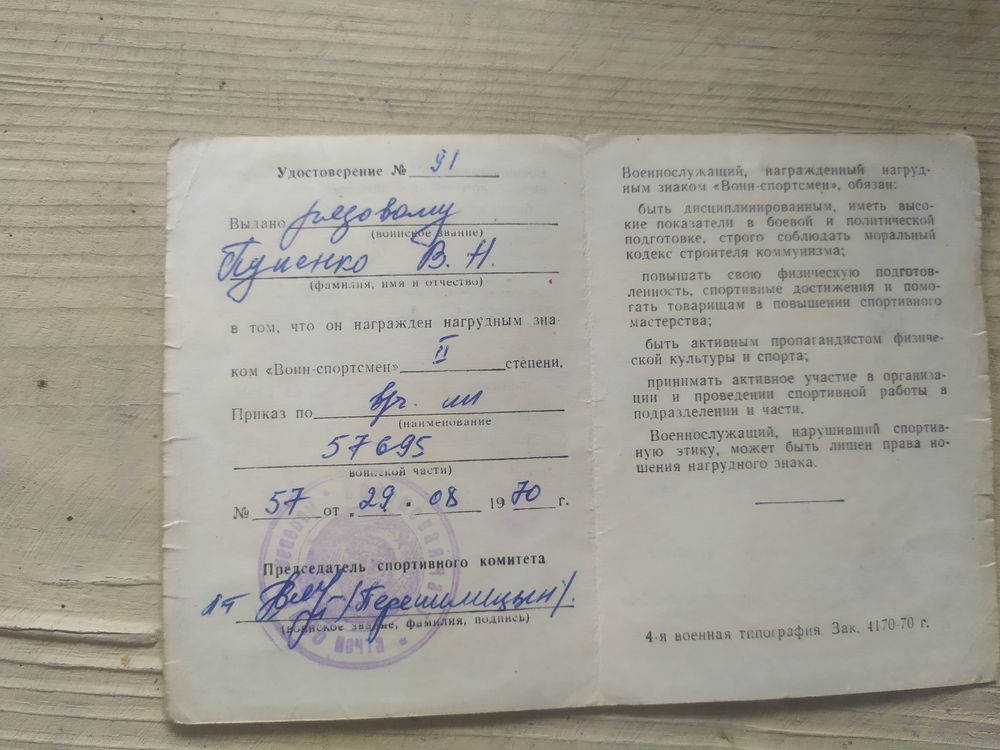 Удостоверение № 91
Выдано рядовому
(воинское звание)
В. Н.
(фамилия, имя и отчество)
в том, что он награжден нагрудным зна-
ком «Воин-спортсмен» II степени.
Приказ по в/ч. пп
(наименование
57695
воинской части)
№ 57 от 29. 08 1970 г.
Председатель спортивного комитета
(воинское звание, фамилия, подпись)
Военнослужащий, награжденный нагруд-
ным знаком «Воин-спортсмен», обязан:
быть дисциплинированным, иметь высо-
кие показатели в боевой и политической
подготовке, строго соблюдать моральный
кодекс строителя коммунизма;
повышать свою физическую подготов-
ленность, спортивные достижения и помо-
гать товарищам в повышении спортивного
мастерства;
быть активным пропагандистом физиче-
ской культуры и спорта;
принимать активное участие в организа-
ции и проведении спортивной работы в
подразделении и части.
Военнослужащий, нарушивший спортив-
ную этику, может быть лишен права но-
шения нагрудного знака.
4-я военная типография. Зак. 4170-70 г.